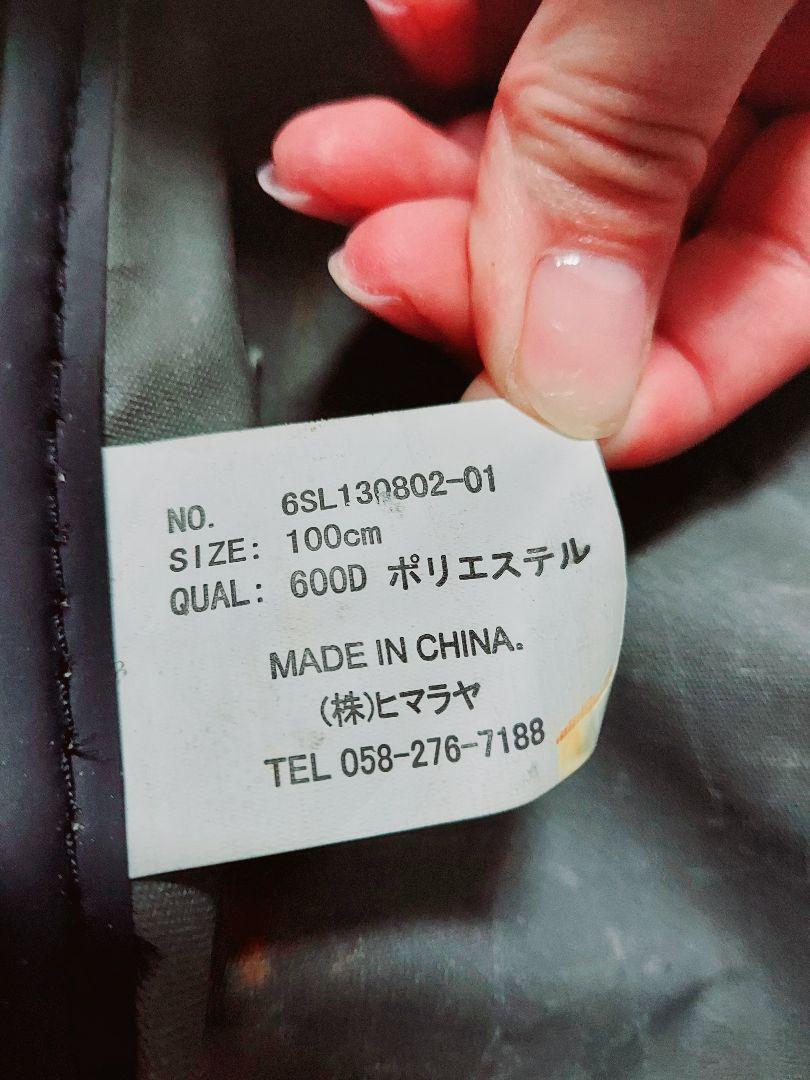 NO. 6SL130802-01
SIZE: 100cm
QUAL: 600D ポリエステル
MADE IN CHINA.
(株)ヒマラヤ
TEL 058-276-7188